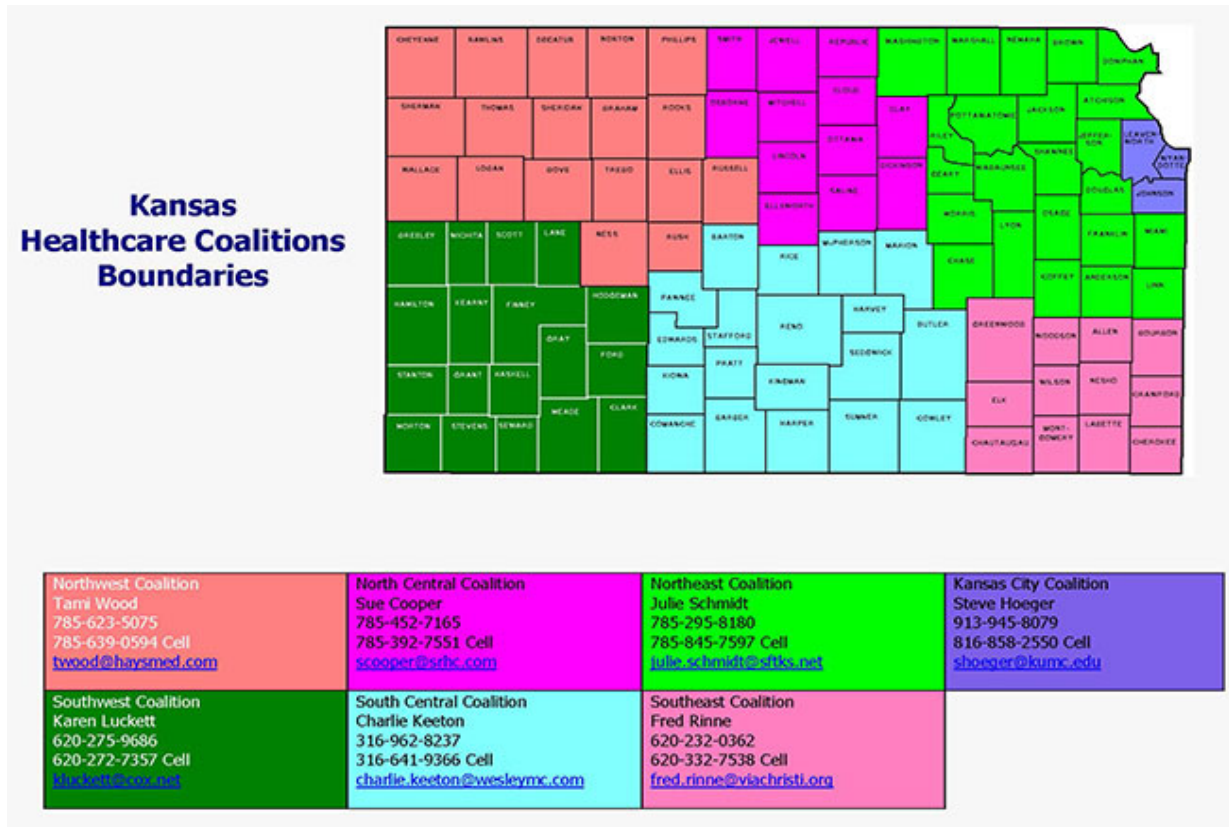 Kansas
Healthcare Coalitions
Boundaries
CHEYENNE
RAWLINS
DECATUR
NORTON
PHILLIPS
SMITH
JEWELL
REPUBLIC
WASHINGTON
MARSHALL
NEMAHA
BROWN
DONIPHAN
SHERMAN
THOMAS
SHERIDAN
GRAHAM
ROOKS
OSBORNE
MITCHELL
CLOUD
CLAY
RILEY
POTTAWATOMIE
JACKSON
ATCHISON
JEFFER-
SON
LEAVEN-
WORTH
WYAN
DOTTE
WALLACE
LOGAN
GOVE
TREGO
ELLIS
RUSSELL
LINCOLN
OTTAWA
DICKINSON
GEARY
WABAUNSEE
DOUGLAS
JOHNSON
ELLSWORTH
SALINE
MORRIS
LYON
OSAGE
FRANKLIN
MIAMI
GREELEY
WICHITA
SCOTT
LANE
NESS
RUSH
BARTON
RICE
McPHERSON
MARION
CHASE
COFFEY
ANDERSON
LINN
HAMILTON
KEARNY
FINNEY
HODGEMAN
EDWARDS
STAFFORD
RENO
HARVEY
BUTLER
GREENWOOD
WOODSON
ALLEN
BOURBON
GRAY
FORD
PRATT
SEDGWICK
STANTON
GRANT
HASKELL
KIOWA
KINGMAN
ELK
WILSON
CRAWFORD
MORTON
STEVENS
SEWARD
MEADE
CLARK
COMANCHE
BARBER
HARPER
SUMNER
COWLEY
MONT-
GOMERY
LABETTE
CHEROKEE
Northwest Coalition
Tami Wood
785-623-5075
785-639-0594 Cell
twood@haysmed.com
North Central Coalition
Sue Cooper
785-452-7165
785-392-7551 Cell
scooper@srhc.com
Northeast Coalition
Julie Schmidt
785-295-8180
785-845-7597 Cell
julie.schmidt@sftks.net
Kansas City Coalition
Steve Hoeger
913-945-8079
816-858-2550 Cell
shoeger@kumc.edu
Southwest Coalition
Karen Luckett
620-275-9686
620-272-7357 Cell
kluckett@cox.net
South Central Coalition
Charlie Keeton
316-962-8237
316-641-9366 Cell
charlie.keeton@wesleymc.com
Southeast Coalition
Fred Rinne
620-232-0362
620-332-7538 Cell
fred.rinne@viachristi.org